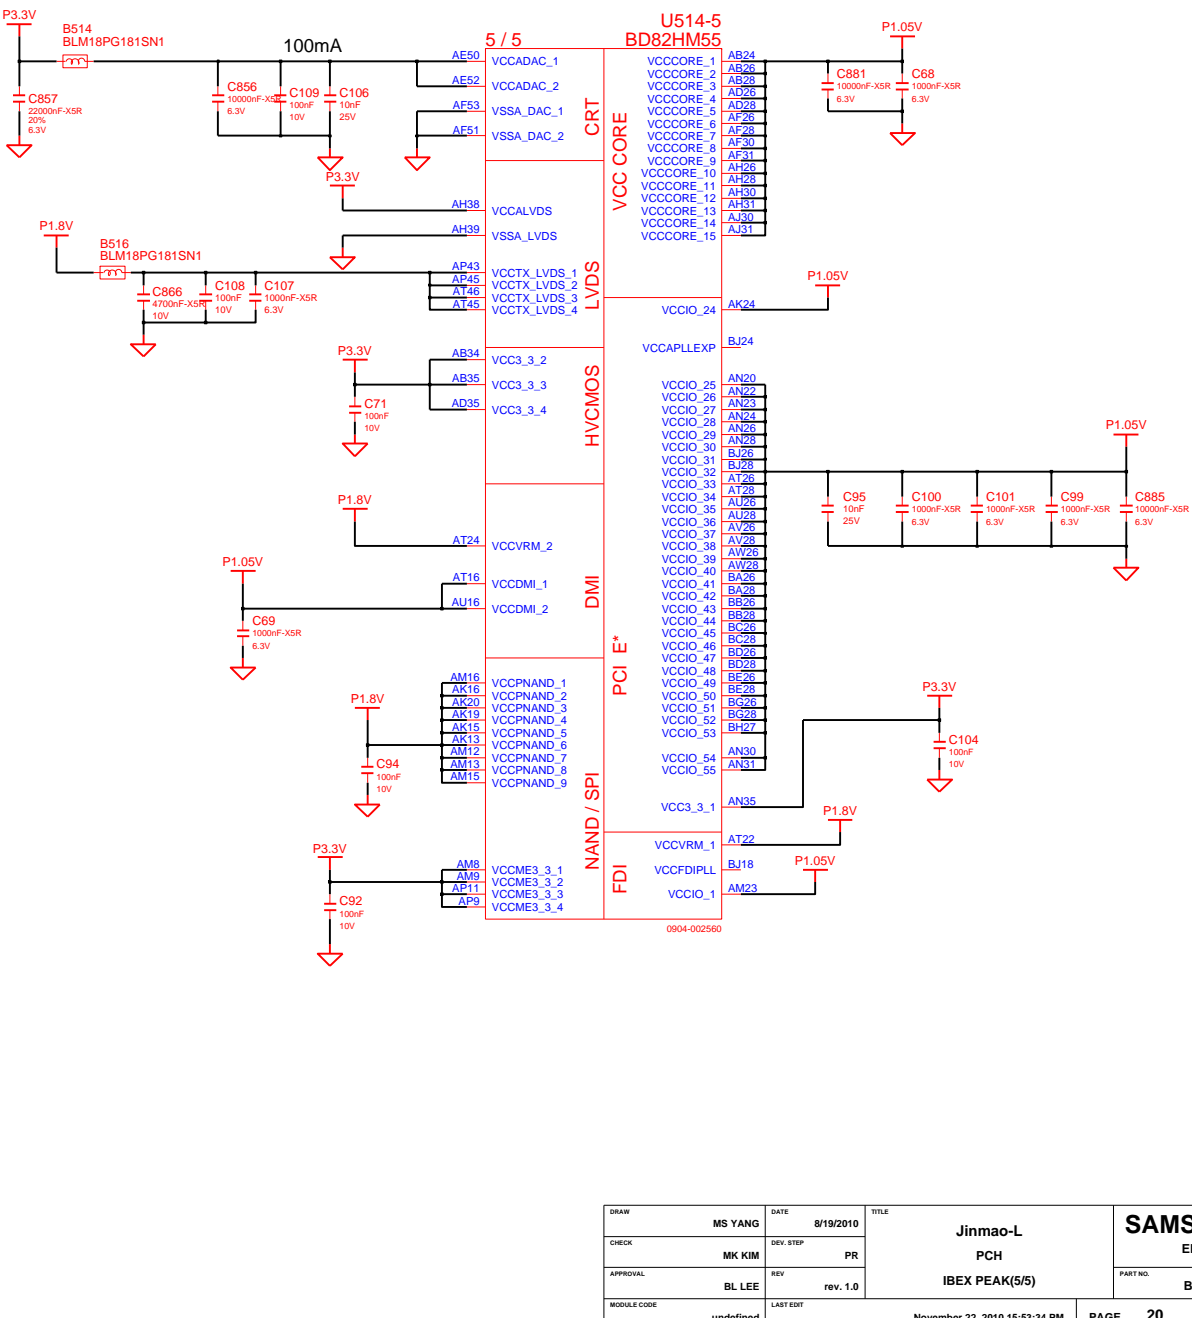 P3.3V
B514
BLM18PG181SN1
100mA
5 / 5
U514-5
BD82HM55
P1.05V
C857
22000nF-X5R
20%
6.3V
C856
10000nF-X5R
6.3V
C109
100nF
10V
C106
10nF
25V
AE50 VCCADAC_1
AE52 VCCADAC_2
AF53 VSSA_DAC_1
AF51 VSSA_DAC_2
CRT
VCC CORE
VCCCORE_1 AB24
VCCCORE_2 AB26
VCCCORE_3 AB28
VCCCORE_4 AD26
VCCCORE_5 AD28
VCCCORE_6 AF26
VCCCORE_7 AF28
VCCCORE_8 AF30
VCCCORE_9 AF31
VCCCORE_10 AH26
VCCCORE_11 AH28
VCCCORE_12 AH30
VCCCORE_13 AH31
VCCCORE_14 AJ30
VCCCORE_15 AJ31
C881
10000nF-X5R
6.3V
C68
1000nF-X5R
6.3V
P3.3V
AH38 VCCALVDS
AH39 VSSA_LVDS
P1.8V
B516
BLM18PG181SN1
C866
4700nF-X5R
10V
C108
100nF
10V
C107
1000nF-X5R
6.3V
AP43 VCCTX_LVDS_1
AP45 VCCTX_LVDS_2
AT46 VCCTX_LVDS_3
AT45 VCCTX_LVDS_4
LVDS
P1.05V
VCCIO_24 AK24
VCCAPLLEXP BJ24
P3.3V
C71
100nF
10V
AB34 VCC3_3_2
AB35 VCC3_3_3
AD35 VCC3_3_4
HVCMOS
VCCIO_25 AN20
VCCIO_26 AN22
VCCIO_27 AN23
VCCIO_28 AN24
VCCIO_29 AN26
VCCIO_30 AN28
VCCIO_31 BJ26
VCCIO_32 BJ28
VCCIO_33 AT26
VCCIO_34 AT28
VCCIO_35 AU26
VCCIO_36 AU28
VCCIO_37 AV26
VCCIO_38 AV28
VCCIO_39 AW26
VCCIO_40 AW28
VCCIO_41 BA26
VCCIO_42 BA28
VCCIO_43 BB26
VCCIO_44 BB28
VCCIO_45 BC26
VCCIO_46 BC28
VCCIO_47 BD26
VCCIO_48 BD28
VCCIO_49 BE26
VCCIO_50 BE28
VCCIO_51 BG26
VCCIO_52 BG28
VCCIO_53 BH27
VCCIO_54 AN30
VCCIO_55 AN31
VCC3_3_1 AN35
PCI E*
P1.05V
C95
10nF
25V
C100
1000nF-X5R
6.3V
C101
1000nF-X5R
6.3V
C99
1000nF-X5R
6.3V
C885
10000nF-X5R
6.3V
P1.8V
AT24 VCCVRM_2
P1.05V
AT16 VCCDMI_1
AU16 VCCDMI_2
DMI
C69
1000nF-X5R
6.3V
P1.8V
C94
100nF
10V
AM16 VCCPNAND_1
AK16 VCCPNAND_2
AK20 VCCPNAND_3
AK19 VCCPNAND_4
AK15 VCCPNAND_5
AK13 VCCPNAND_6
AM12 VCCPNAND_7
AM13 VCCPNAND_8
AM15 VCCPNAND_9
NAND / SPI
P3.3V
C104
100nF
10V
P1.8V
VCCVRM_1 AT22
VCCFDIPLL BJ18
VCCIO_1 AM23
FDI
P1.05V
P3.3V
C92
100nF
10V
AM8 VCCME3_3_1
AM9 VCCME3_3_2
AP11 VCCME3_3_3
AP9 VCCME3_3_4
0904-002560
DRAW
MS YANG
DATE
8/19/2010
TITLE
Jinmao-L
PCH
IBEX PEAK(5/5)
SAMS
CHECK
MK KIM
DEV. STEP
PR
APPROVAL
BL LEE
REV
rev. 1.0
PART NO.
MODULE CODE
undefined
LAST EDIT
November 22, 2010 15:53:34 PM
PAGE 20